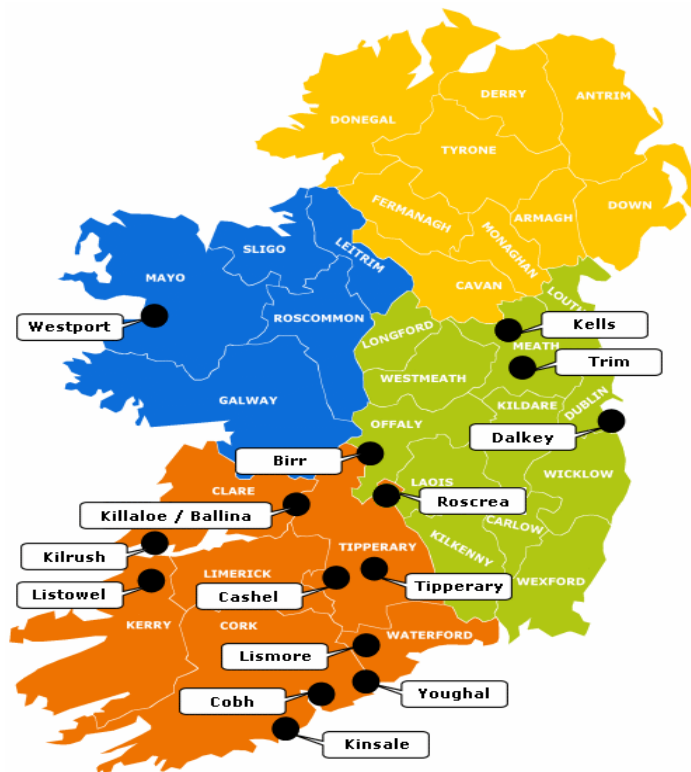 DERRY
ANTRIM
DONEGAL
TYRONE
FERMANAGH
ARMAGH
DOWN
MONAGHAN
SLIGO
LEITRIM
CAVAN
MAYO
LOUTH
ROSCOMMON
Westport
LONGFORD
Kells
MEATH
Trim
WESTMEATH
GALWAY
KILDARE
DUBLIN
OFFALY
Dalkey
Birr
WICKLOW
LAOIS
CLARE
Roscrea
Killaloe / Ballina
CARLOW
KILKENNY
TIPPERARY
Kilrush
LIMERICK
WEXFORD
Listowel
Cashel
Tipperary
KERRY
CORK
WATERFORD
Lismore
Youghal
Cobh
Kinsale